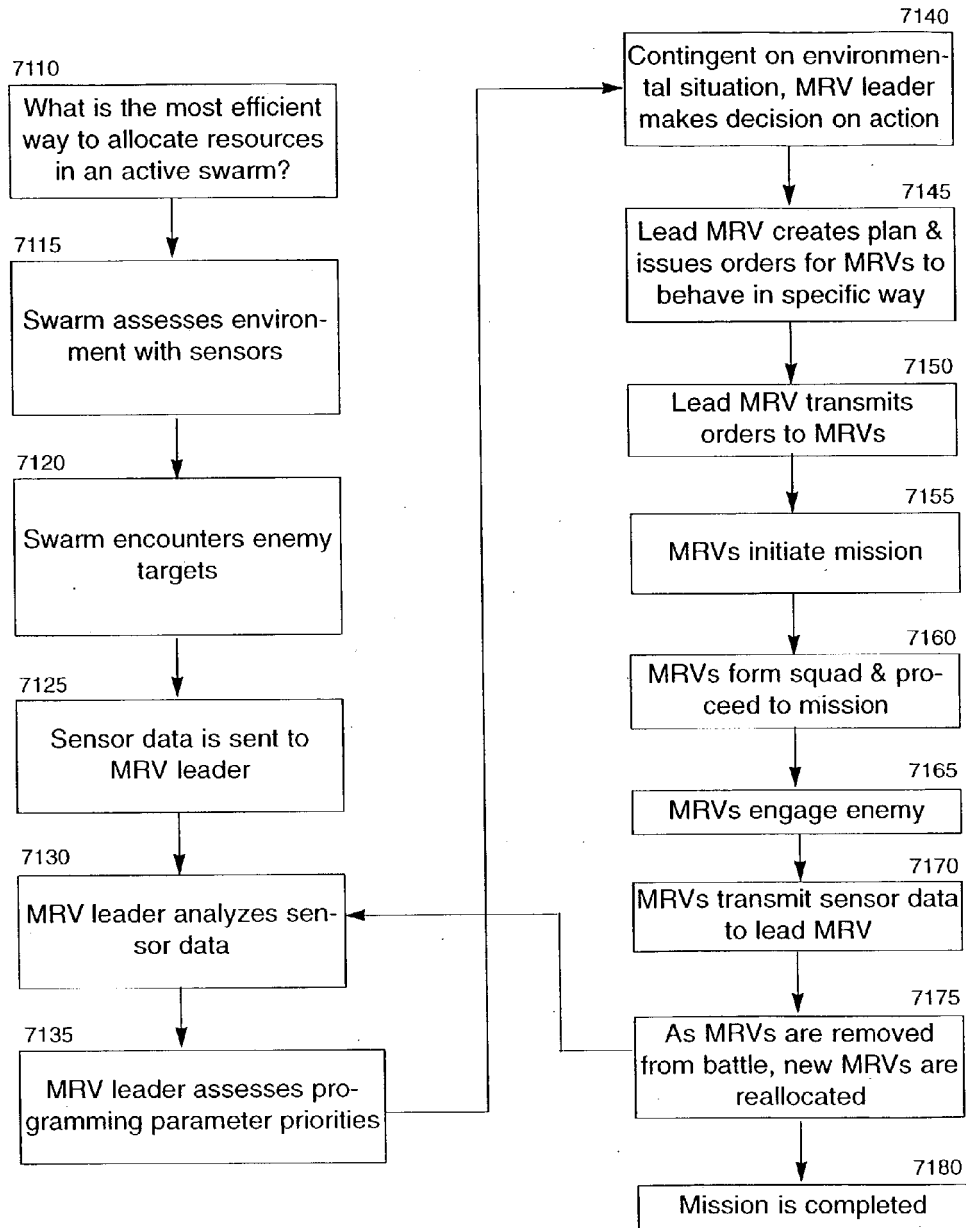 7110
What is the most efficient
way to allocate resources
in an active swarm?
7115
Swarm assesses environ-
ment with sensors
7120
Swarm encounters enemy
targets
7125
Sensor data is sent to
MRV leader
7130
MRV leader analyzes sen-
sor data
7135
MRV leader assesses pro-
gramming parameter priorities
7140
Contingent on environmen-
tal situation, MRV leader
makes decision on action
7145
Lead MRV creates plan &
issues orders for MRVs to
behave in specific way
7150
Lead MRV transmits
orders to MRVs
7155
MRVs initiate mission
7160
MRVs form squad & pro-
ceed to mission
7165
MRVs engage enemy
7170
MRVs transmit sensor data
to lead MRV
7175
As MRVs are removed
from battle, new MRVs are
reallocated
7180
Mission is completed